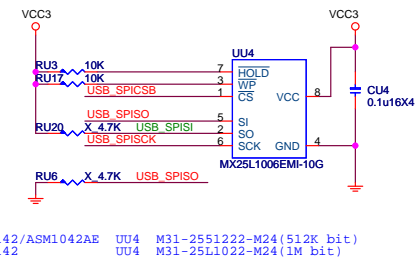 VCC3 VCC3
UU4
RU3 10K 7 HOLD
RU17 10K 3 WP
USB_SPICSB 1 CS VCC 8 CU4
0.1u16X4
USB_SPISO 5 SI
RU20 X_4.7K USB_SPISI 2 SO
USB_SPISCK 6 SCK GND 4
MX25L1006EMI-10G
RU6 X_4.7K USB_SPISO
42/ASM1042AE UU4 M31-2551222-M24(512K bit)
42 UU4 M31-25L1022-M24(1M bit)